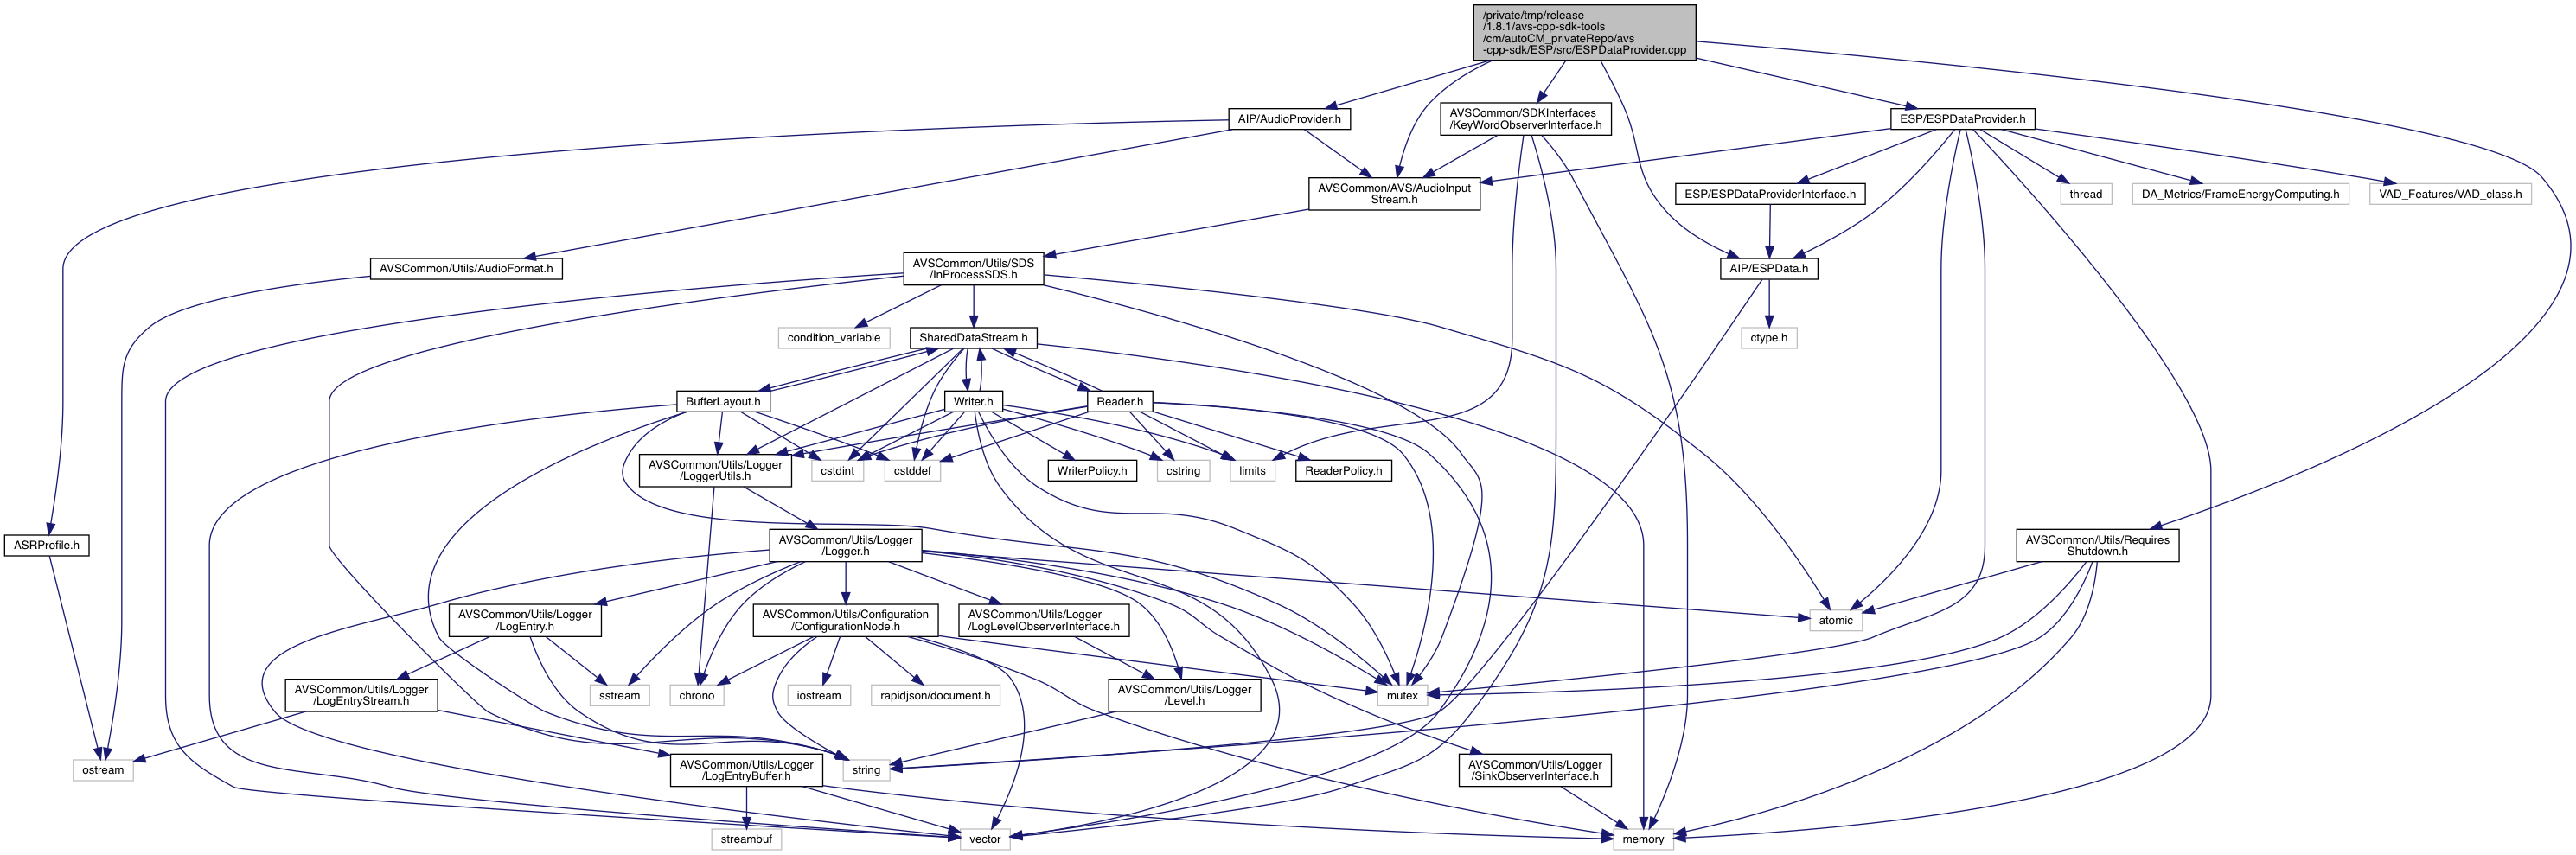 /private/tmp/release
/1.8.1/avs-cpp-sdk-tools
/cm/autoCM_privateRepo/avs
-cpp-sdk/ESP/src/ESPDataProvider.cpp
AIP/AudioProvider.h
AVSCommon/SDKInterfaces
/KeyWordObserverInterface.h
ESP/ESPDataProvider.h
AVSCommon/AVS/AudioInput
Stream.h
ESP/ESPDataProviderInterface.h
thread
DA_Metrics/FrameEnergyComputing.h
VAD_Features/VAD_class.h
AVSCommon/Utils/AudioFormat.h
AVSCommon/Utils/SDS
/InProcessSDS.h
AIP/ESPData.h
condition_variable
SharedDataStream.h
ctype.h
BufferLayout.h
Writer.h
Reader.h
AVSCommon/Utils/Logger
/LoggerUtils.h
cstdint
cstddef
WriterPolicy.h
cstring
limits
ReaderPolicy.h
ASRProfile.h
AVSCommon/Utils/Logger
/Logger.h
AVSCommon/Utils/Requires
Shutdown.h
AVSCommon/Utils/Logger
/LogEntry.h
AVSCommon/Utils/Configuration
/ConfigurationNode.h
AVSCommon/Utils/Logger
/LogLevelObserverInterface.h
atomic
AVSCommon/Utils/Logger
/LogEntryStream.h
sstream
chrono
iostream
rapidjson/document.h
AVSCommon/Utils/Logger
/Level.h
mutex
ostream
AVSCommon/Utils/Logger
/LogEntryBuffer.h
string
AVSCommon/Utils/Logger
/SinkObserverInterface.h
streambuf
vector
memory